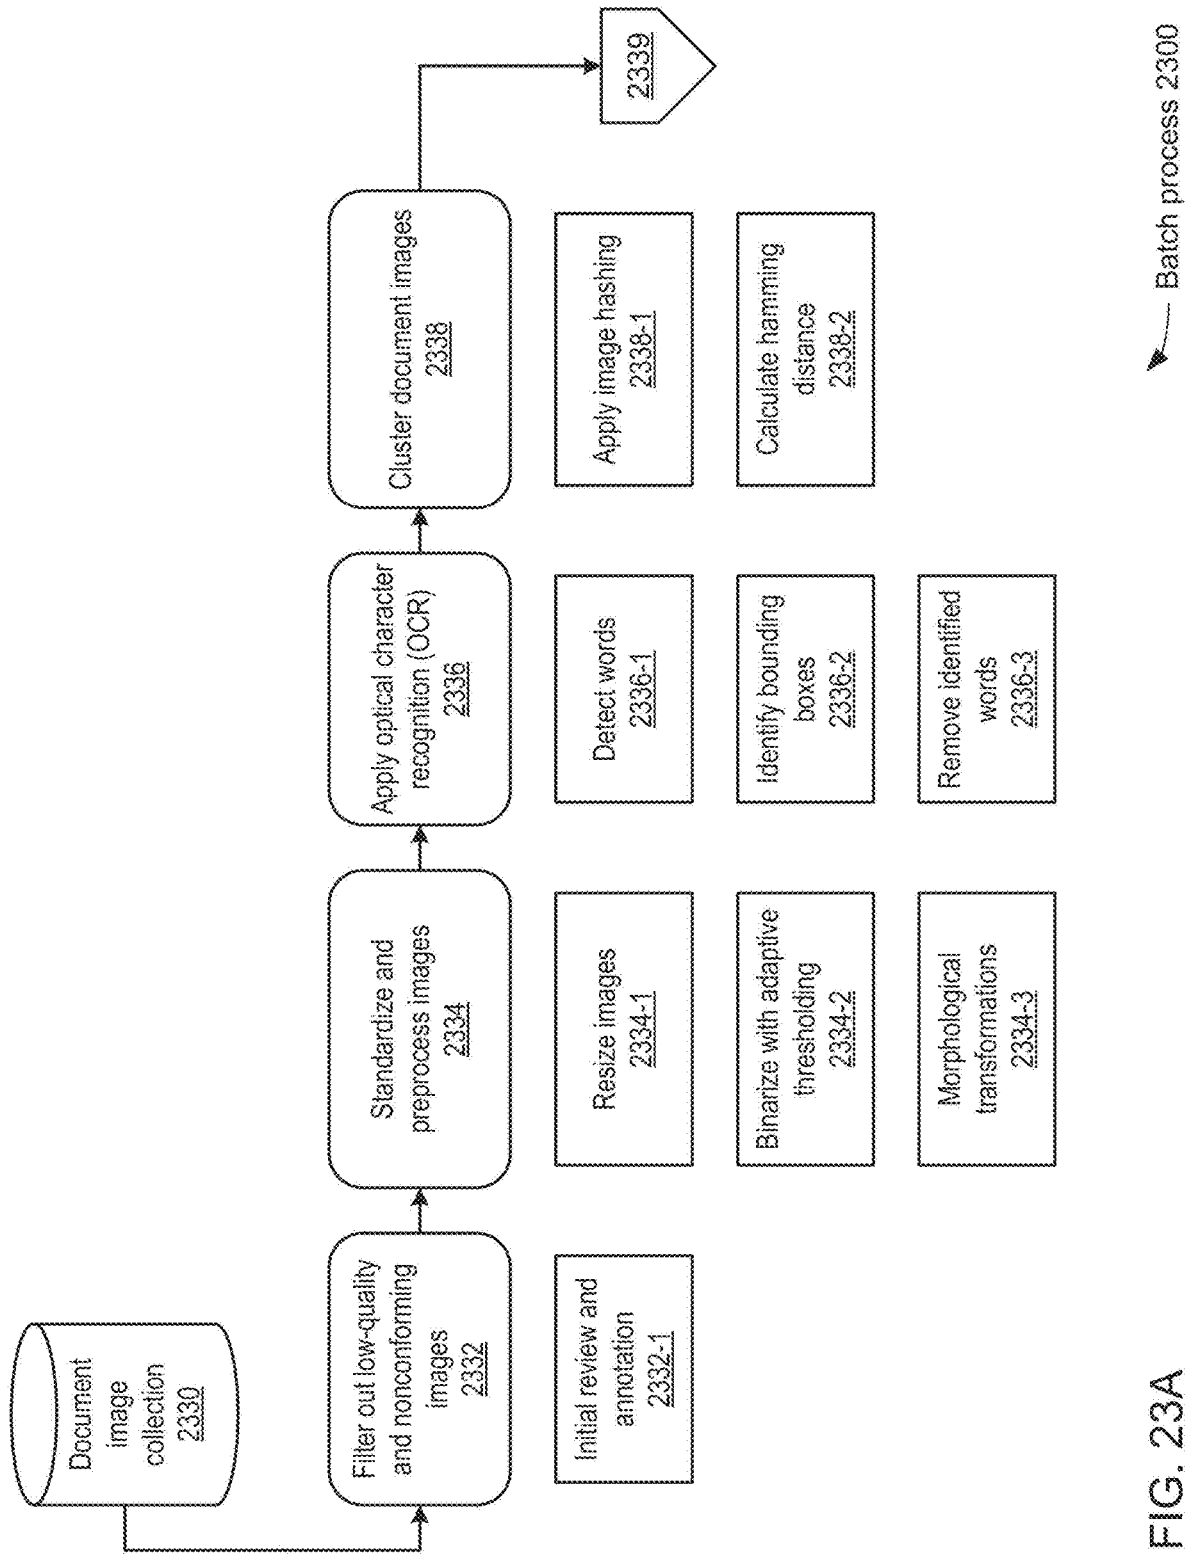 Document
image
collection
2330
Filter out low-quality
and nonconforming
images
2332
Initial review and
annotation
2332-1
Standardize and
preprocess images
2334
Resize images
2334-1
Binarize with adaptive
thresholding
2334-2
Morphological
transformations
2334-3
Apply optical character
recognition (OCR)
2336
Detect words
2336-1
Identify bounding
boxes
2336-2
Remove identified
words
2336-3
Cluster document images
2338
Apply image hashing
2338-1
Calculate hamming
distance
2338-2
2339
Batch process 2300
FIG. 23A